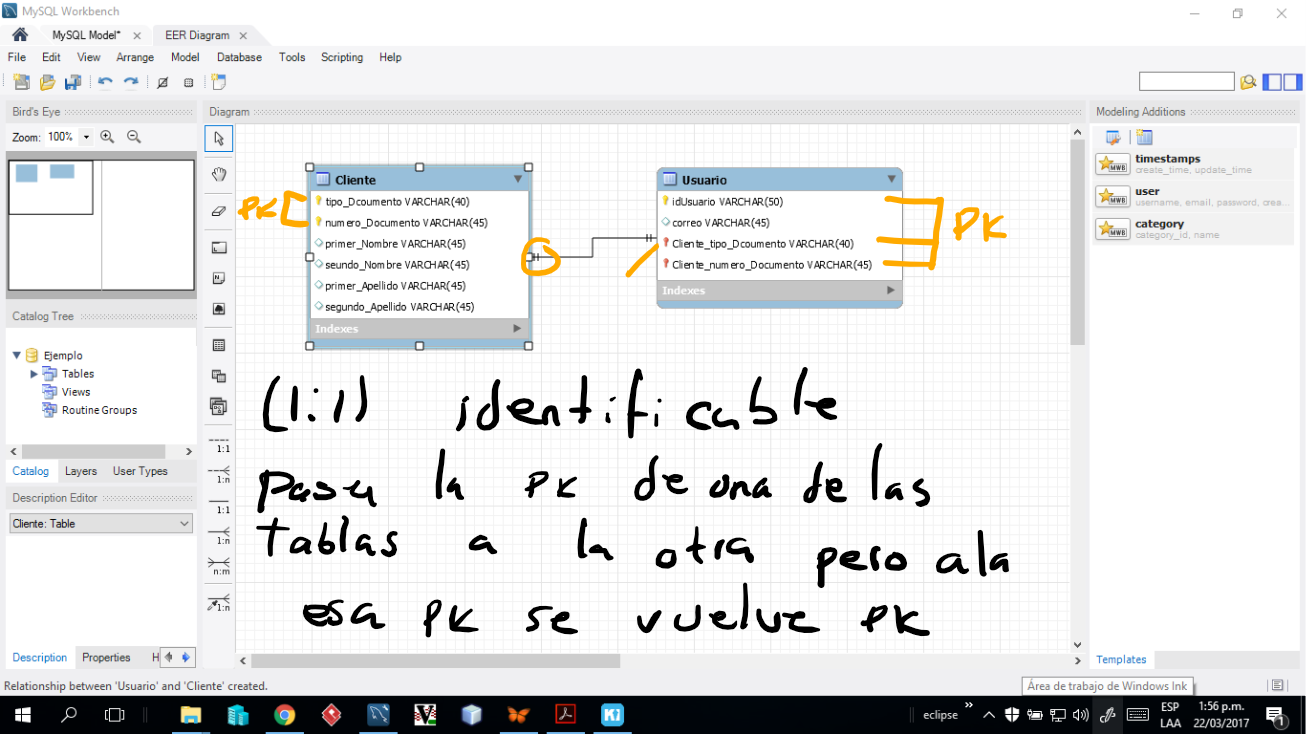 MySQL Workbench
MySQL Model*
EER Diagram
File Edit View Arrange Model Database Tools Scripting Help
Bird's Eye
Zoom: 100%
Diagram
Modeling Additions
timestamps
create_time, update_time
user
username, email, password, crea...
category
category_id, name
PK
Cliente
tipo_Dcoumento VARCHAR(40)
numero_Documento VARCHAR(45)
primer_Nombre VARCHAR(45)
seundo_Nombre VARCHAR(45)
primer_Apellido VARCHAR(45)
segundo_Apellido VARCHAR(45)
Indexes
Usuario
idUsuario VARCHAR(50)
correo VARCHAR(45)
Cliente_tipo_Dcoumento VARCHAR(40)
Cliente_numero_Documento VARCHAR(45)
Indexes
PK
Catalog Tree
Ejemplo
Tables
Views
Routine Groups
Catalog Layers User Types
Description Editor
Cliente: Table
1:1
1:n
1:1
1:n
n:m
1:n
(1:1) identificable
pasa la PK de una de las
tablas a la otra pero a la
esa PK se vuelve PK
Description Properties H
Templates
Relationship between 'Usuario' and 'Cliente' created.
Área de trabajo de Windows Ink
eclipse
ESP
LAA
1:56 p.m.
22/03/2017
1